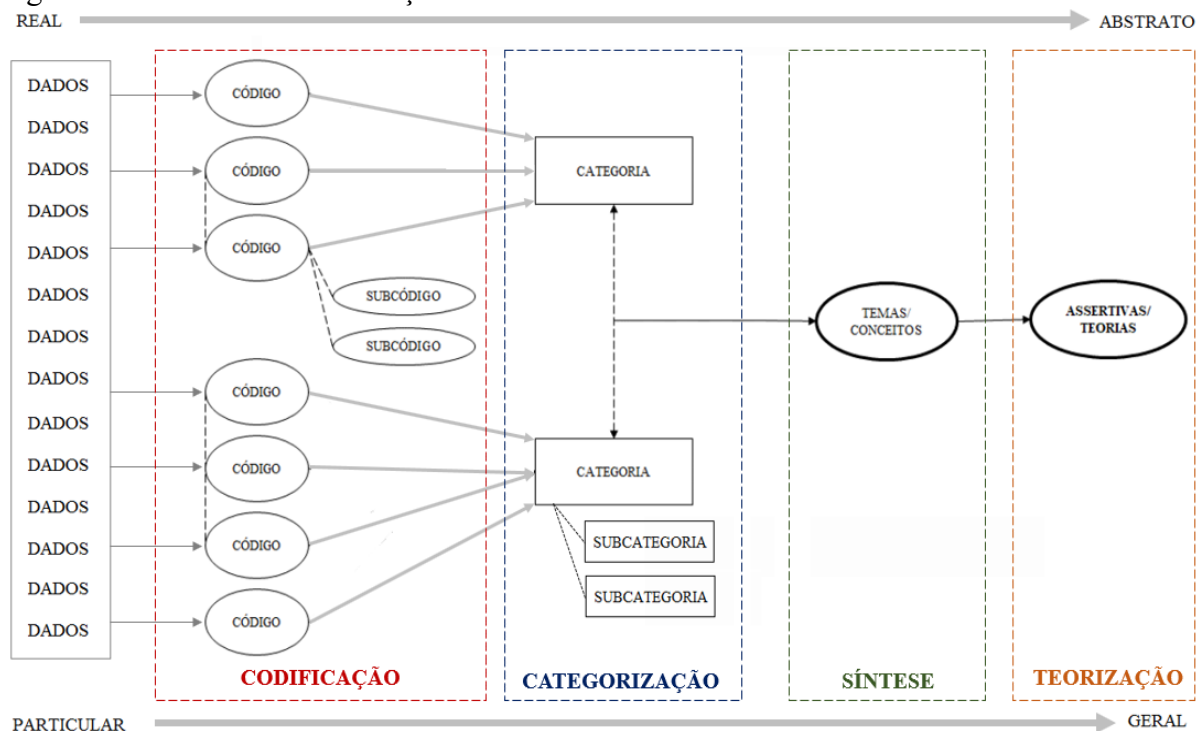 REAL
ABSTRATO
DADOS
DADOS
DADOS
DADOS
DADOS
DADOS
DADOS
DADOS
DADOS
DADOS
DADOS
DADOS
DADOS
DADOS
CÓDIGO
CÓDIGO
CÓDIGO
SUBCÓDIGO
SUBCÓDIGO
CÓDIGO
CÓDIGO
CÓDIGO
CÓDIGO
CODIFICAÇÃO
CATEGORIA
CATEGORIA
SUBCATEGORIA
SUBCATEGORIA
CATEGORIZAÇÃO
TEMAS/
CONCEITOS
SÍNTESE
ASSERTIVAS/
TEORIAS
TEORIZAÇÃO
PARTICULAR
GERAL